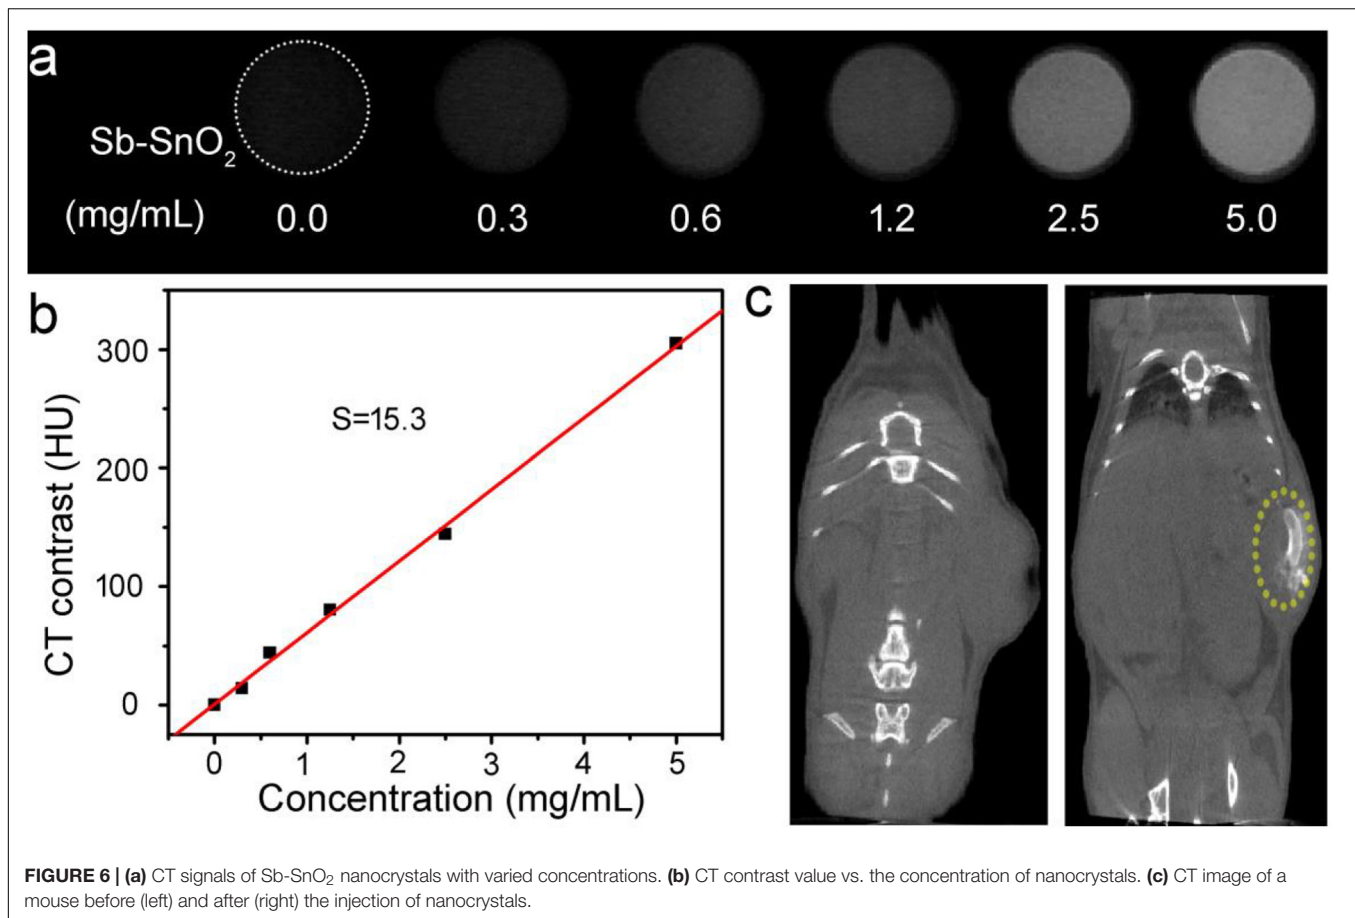 a
Sb-SnO₂
(mg/mL) 0.0 0.3 0.6 1.2 2.5 5.0
b
S=15.3
CT contrast (HU)
300
200
100
0
0 1 2 3 4 5
Concentration (mg/mL)
c
FIGURE 6 | (a) CT signals of Sb-SnO₂ nanocrystals with varied concentrations. (b) CT contrast value vs. the concentration of nanocrystals. (c) CT image of a
mouse before (left) and after (right) the injection of nanocrystals.